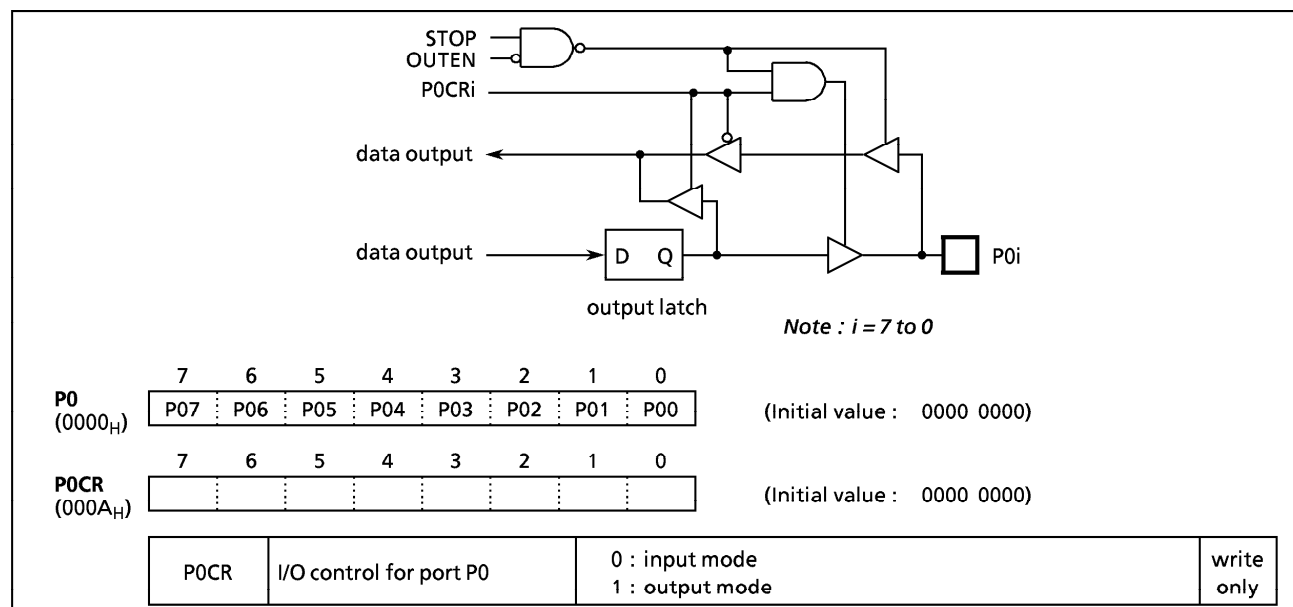 STOP
OUTEN
P0CRi
data output
data output
D Q
P0i
output latch
Note : i = 7 to 0
7 6 5 4 3 2 1 0
P0
(0000H)
P07 P06 P05 P04 P03 P02 P01 P00
(Initial value : 0000 0000)
7 6 5 4 3 2 1 0
P0CR
(000AH)
(Initial value : 0000 0000)
P0CR
I/O control for port P0
0 : input mode
1 : output mode
write
only